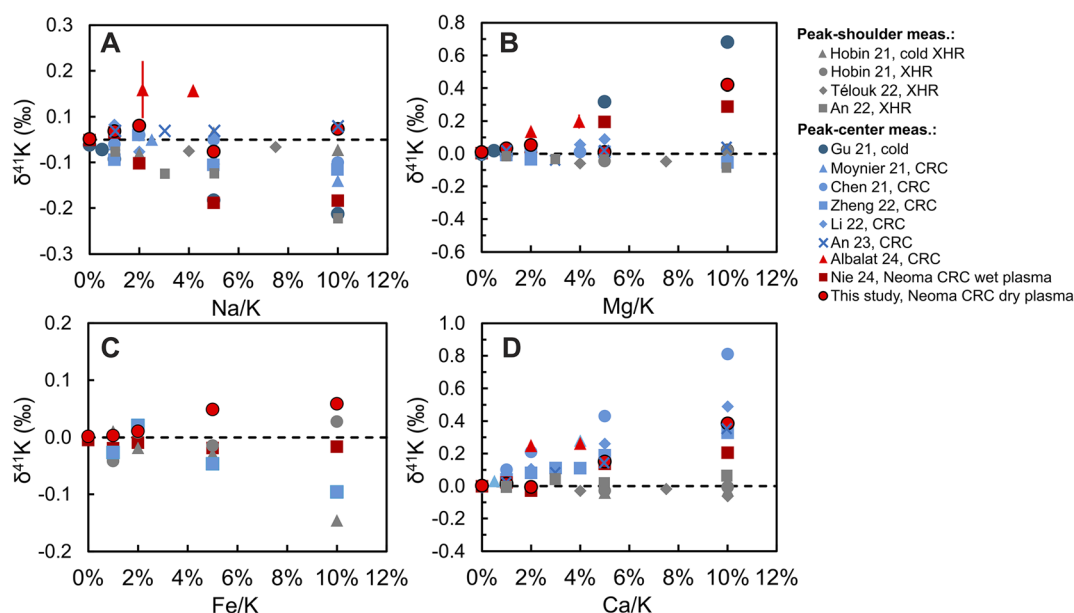 A
0.3
0.2
0.1
-0.1
-0.2
-0.3
δ⁴¹K (‰)
0% 2% 4% 6% 8% 10% 12%
Na/K
B
0.8
0.6
0.4
0.2
0.0
-0.2
-0.4
-0.6
δ⁴¹K (‰)
0% 2% 4% 6% 8% 10% 12%
Mg/K
Peak-shoulder meas.:
Hobin 21, cold XHR
Hobin 21, XHR
Télouk 22, XHR
An 22, XHR
Peak-center meas.:
Gu 21, cold
Moynier 21, CRC
Chen 21, CRC
Zheng 22, CRC
Li 22, CRC
An 23, CRC
Albalat 24, CRC
Nie 24, Neoma CRC wet plasma
This study, Neoma CRC dry plasma
C
0.2
0.1
0.0
-0.1
-0.2
δ⁴¹K (‰)
0% 2% 4% 6% 8% 10% 12%
Fe/K
D
1.0
0.8
0.6
0.4
0.2
0.0
-0.2
-0.4
δ⁴¹K (‰)
0% 2% 4% 6% 8% 10% 12%
Ca/K